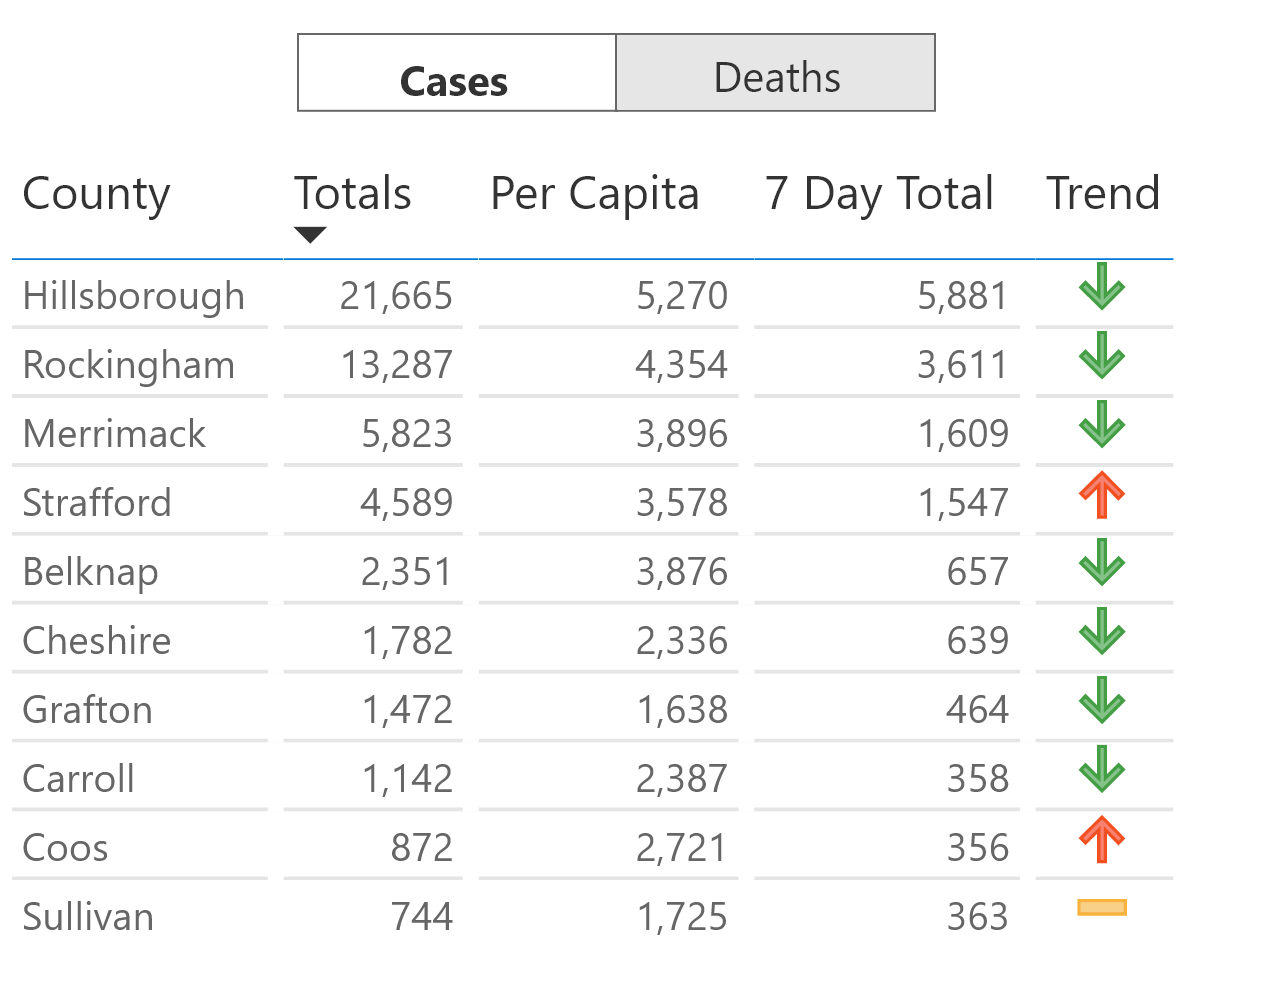 Cases Deaths
County Totals Per Capita 7 Day Total Trend
Hillsborough 21,665 5,270 5,881
Rockingham 13,287 4,354 3,611
Merrimack 5,823 3,896 1,609
Strafford 4,589 3,578 1,547
Belknap 2,351 3,876 657
Cheshire 1,782 2,336 639
Grafton 1,472 1,638 464
Carroll 1,142 2,387 358
Coos 872 2,721 356
Sullivan 744 1,725 363